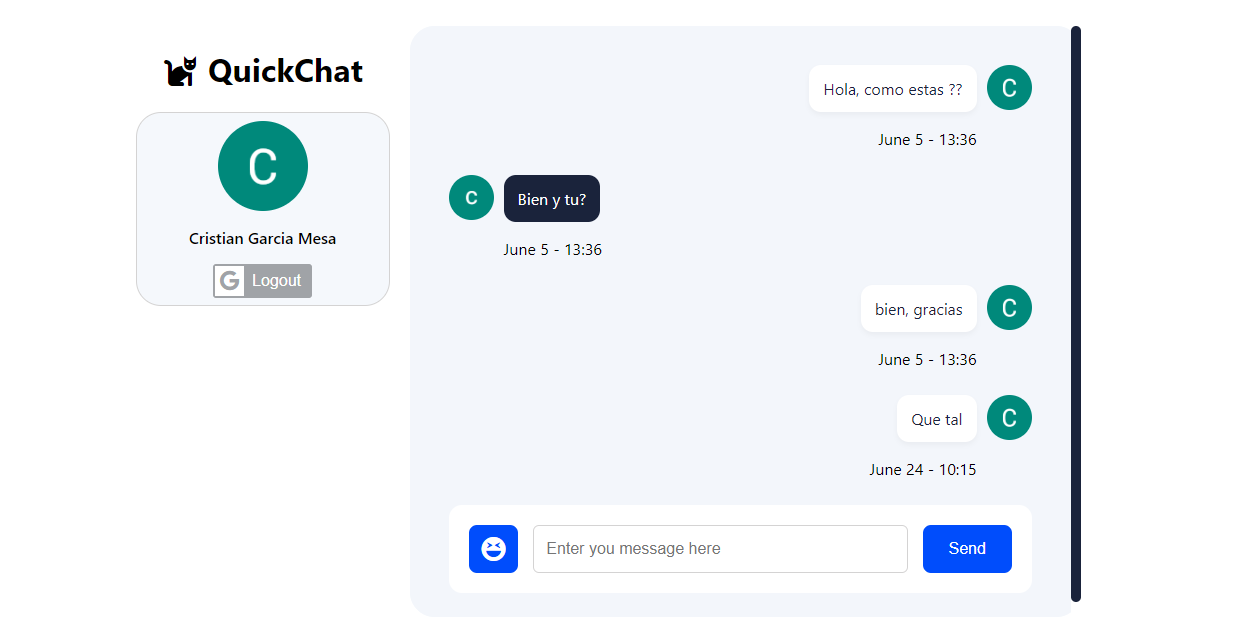 QuickChat
C
Cristian Garcia Mesa
G Logout
Hola, como estas ?? C
June 5 - 13:36
C Bien y tu?
June 5 - 13:36
bien, gracias C
June 5 - 13:36
Que tal C
June 24 - 10:15
Enter you message here Send